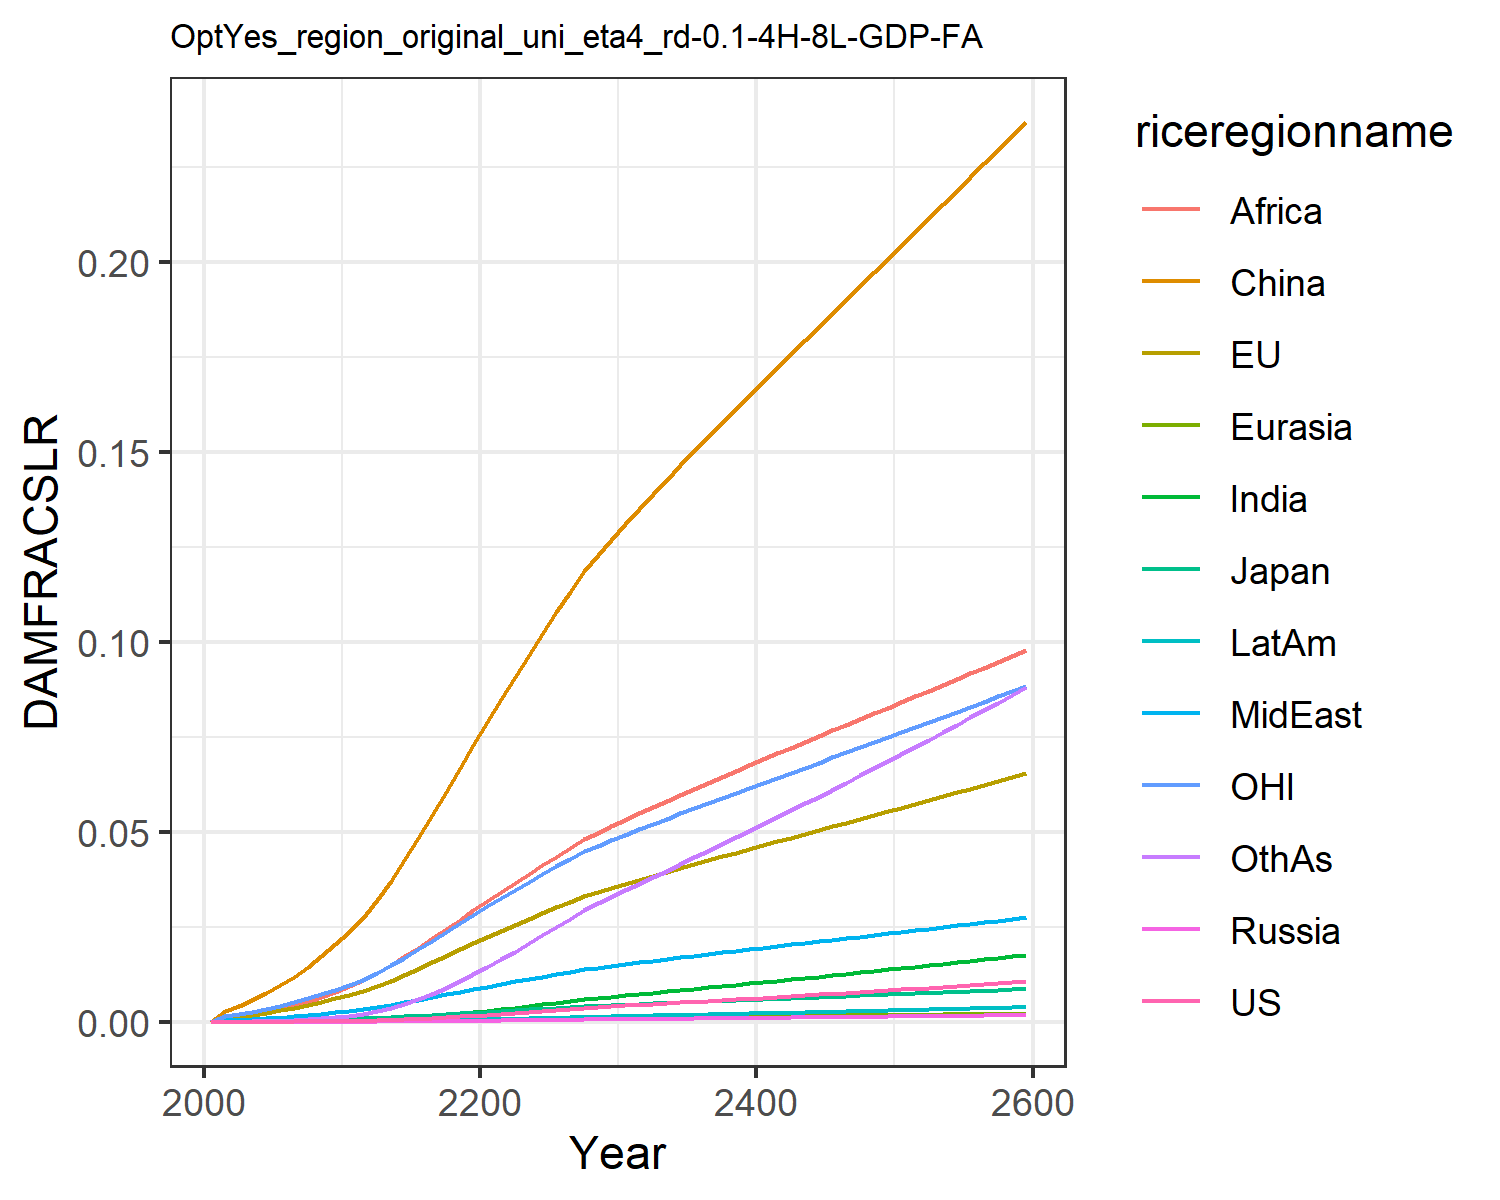 OptYes_region_original_uni_eta4_rd-0.1-4H-8L-GDP-FA
DAMFRACSLR
0.20
0.15
0.10
0.05
0.00
2000 2200 2400 2600
Year
riceregionname
Africa
China
EU
Eurasia
India
Japan
LatAm
MidEast
OHI
OthAs
Russia
US